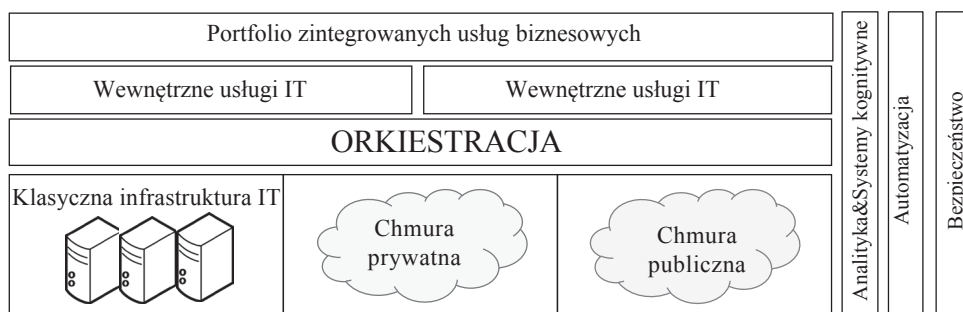 Portfolio zintegrowanych usług biznesowych
Wewnętrzne usługi IT
Wewnętrzne usługi IT
ORKIESTRACJA
Klasyczna infrastruktura IT
Chmura
prywatna
Chmura
publiczna
Analityka&Systemy kognitywne
Automatyzacja
Bezpieczeństwo